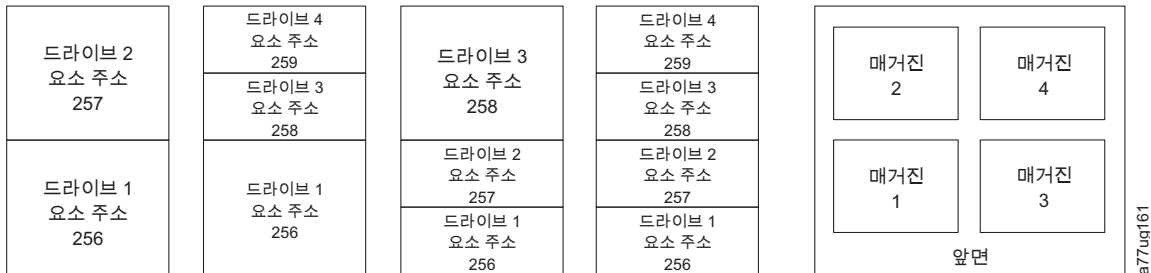 드라이브 2
요소 주소
257
드라이브 1
요소 주소
256
드라이브 4
요소 주소
259
드라이브 3
요소 주소
258
드라이브 1
요소 주소
256
드라이브 3
요소 주소
258
드라이브 2
요소 주소
257
드라이브 1
요소 주소
256
드라이브 4
요소 주소
259
드라이브 3
요소 주소
258
드라이브 2
요소 주소
257
드라이브 1
요소 주소
256
매거진
2
매거진
4
매거진
1
매거진
3
앞면
a77ug161